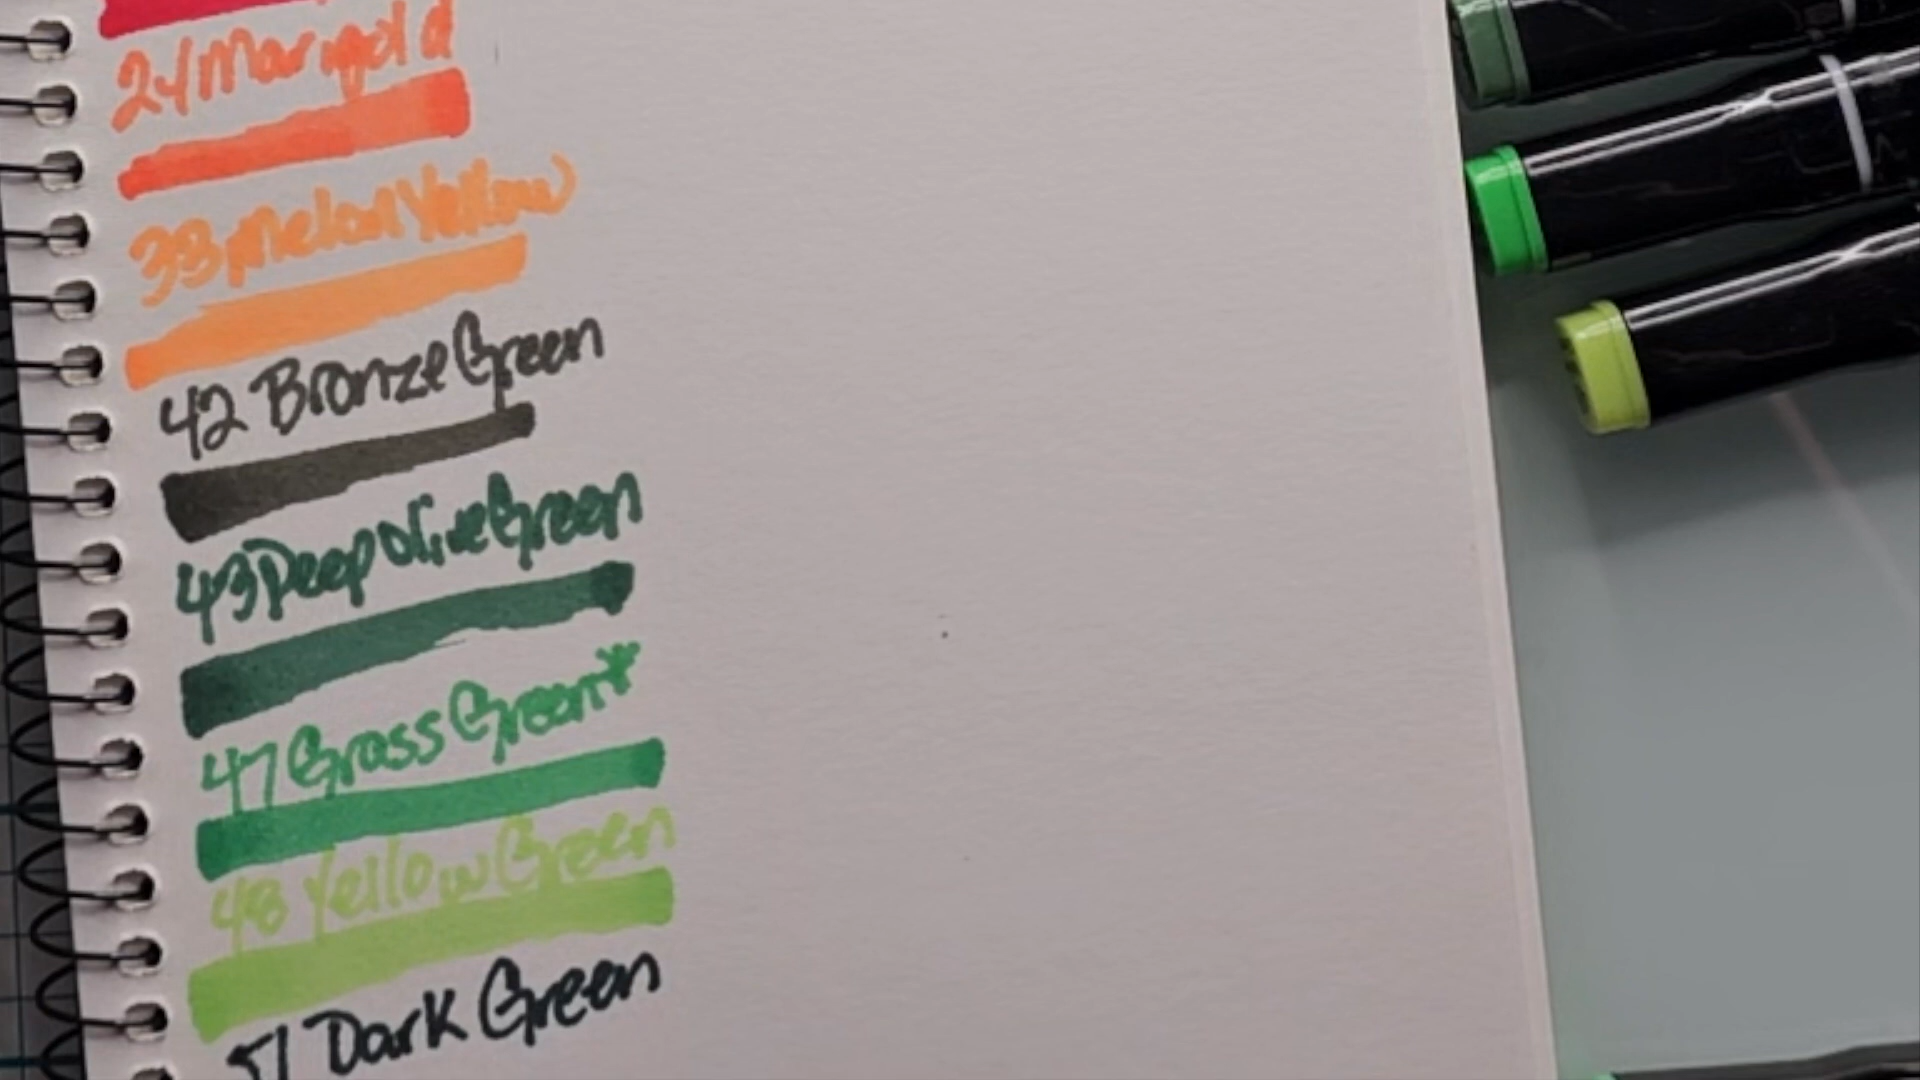 24 Marigold
33 Melon Yellow
42 Bronze Green
43 Deep Olive Green
47 Grass Green*
48 Yellow Green
51 Dark Green